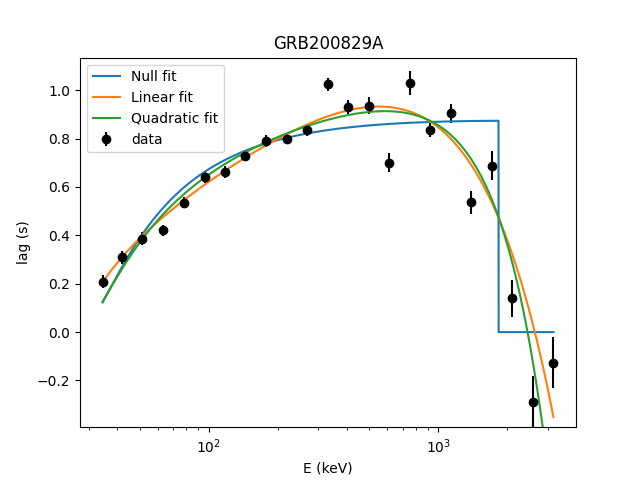 GRB200829A
Null fit
Linear fit
Quadratic fit
data
lag (s)
1.0
0.8
0.6
0.4
0.2
0.0
−0.2
10² 10³
E (keV)